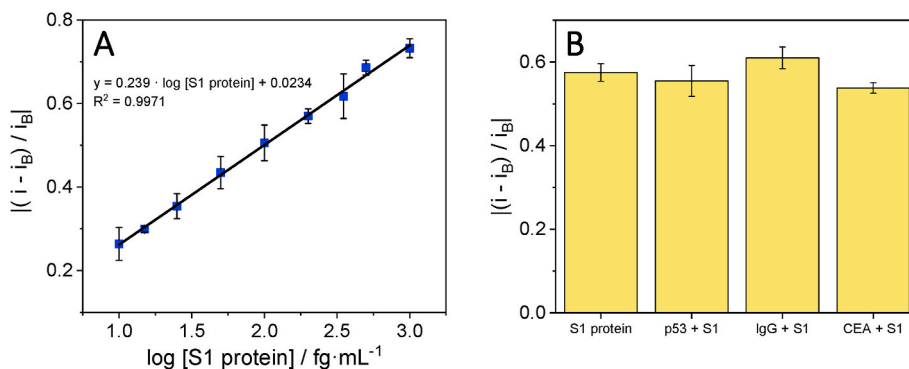 A
y = 0.239 · log [S1 protein] + 0.0234
R² = 0.9971
|( i - iB) / iB|
0.8
0.6
0.4
0.2
1.0 1.5 2.0 2.5 3.0
log [S1 protein] / fg·mL⁻¹
B
|(i - iB) / iB|
0.6
0.4
0.2
0.0
S1 protein p53 + S1 IgG + S1 CEA + S1